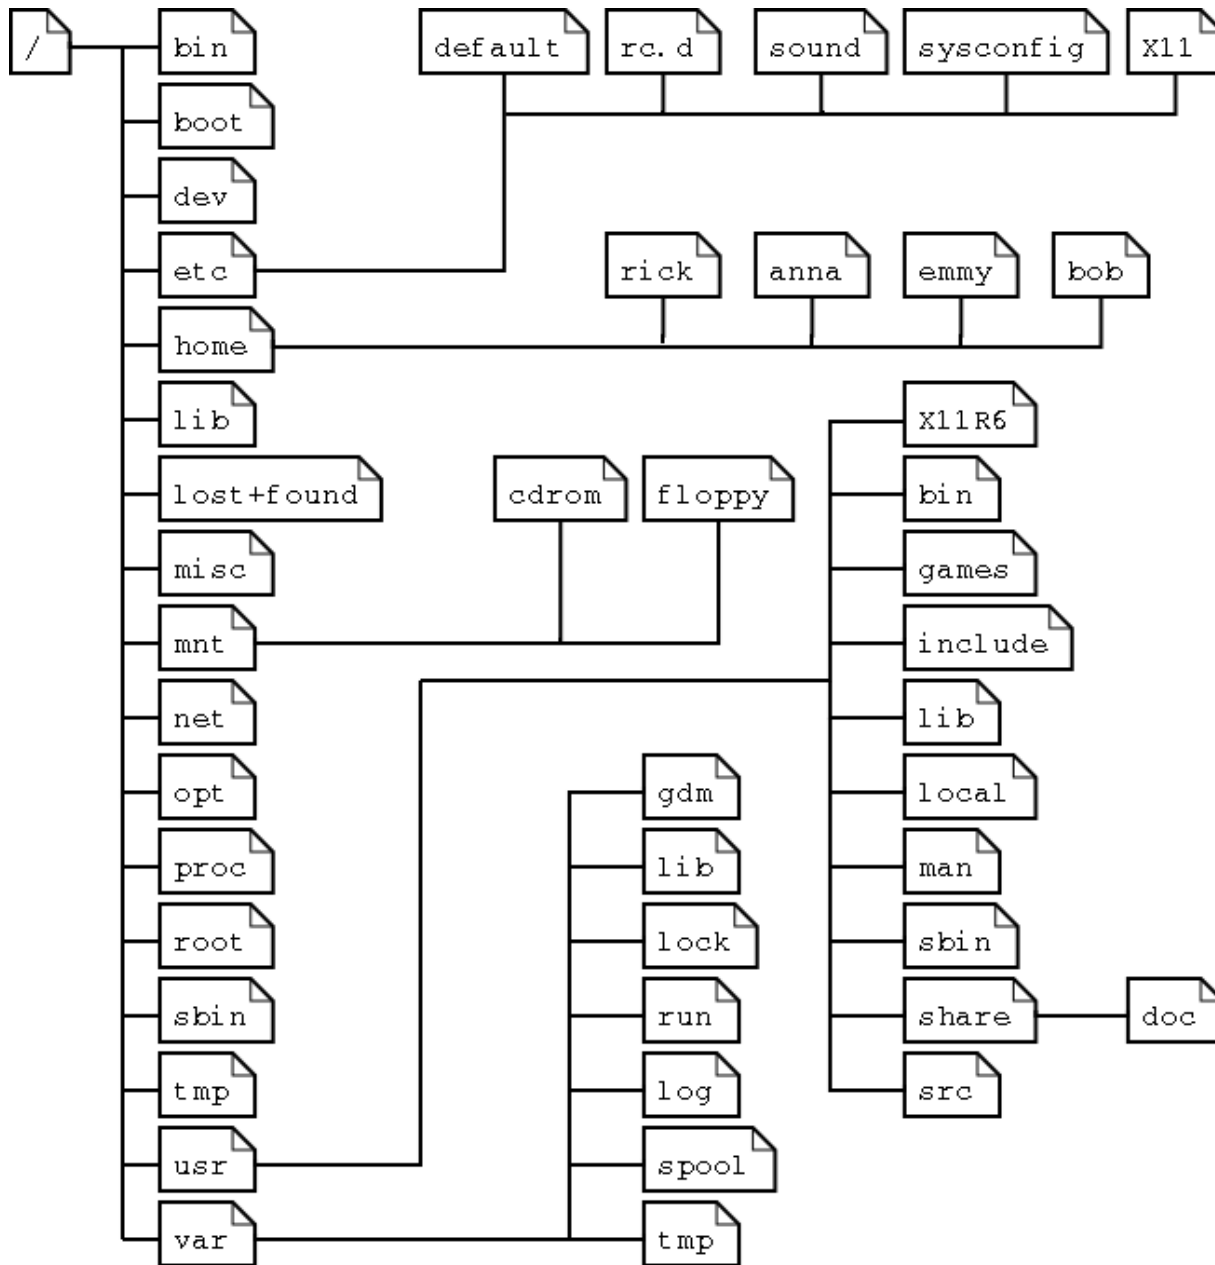 / bin default rc.d sound sysconfig X11
boot
dev
etc rick anna emmy bob
home
lib X11R6
lost+found cdrom floppy bin
misc games
mnt include
net lib
opt gdm local
proc lib man
root lock sbin
sbin run share doc
tmp log src
usr spool
var tmp